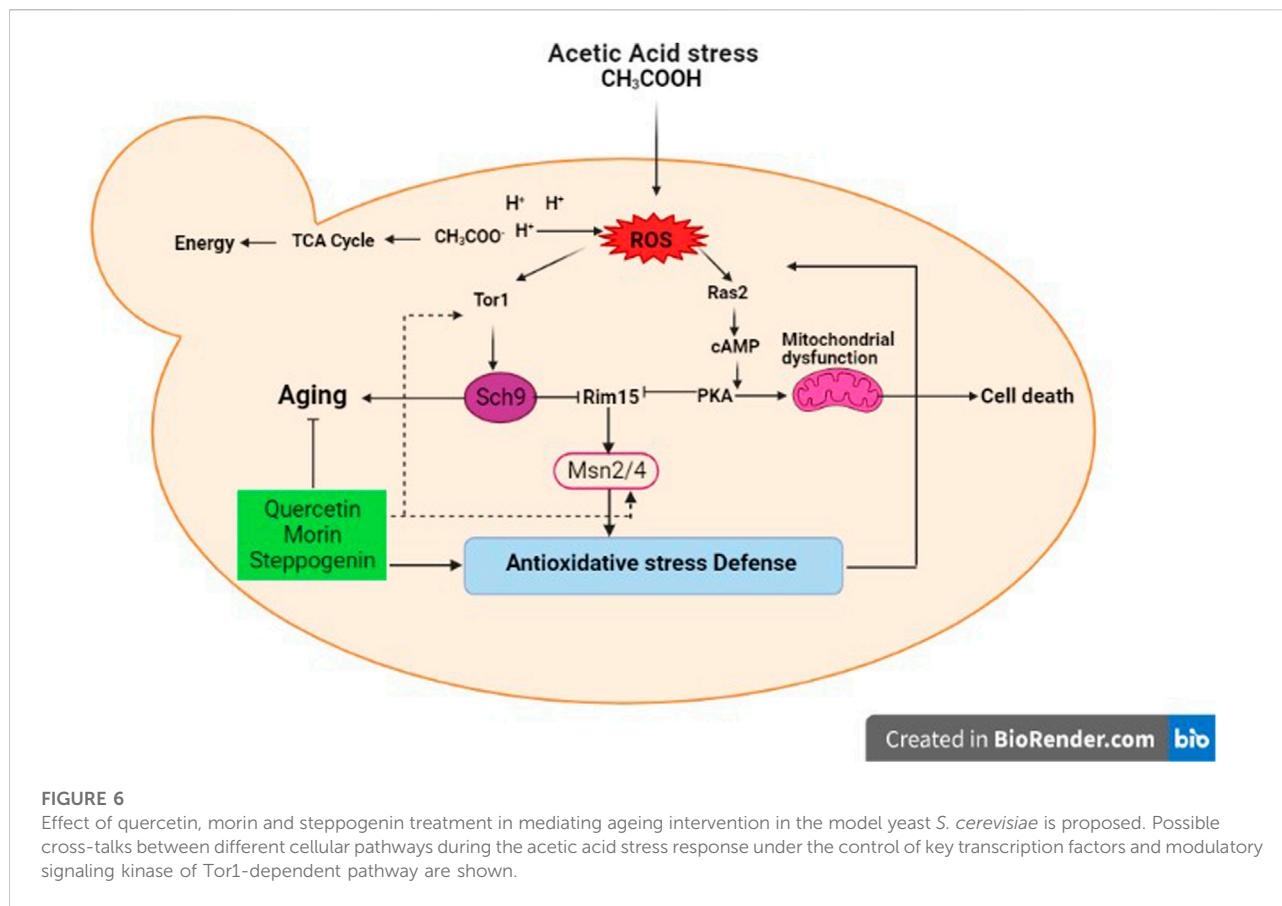 Acetic Acid stress
CH₃COOH
H⁺ H⁺
Energy
TCA Cycle
CH₃COO⁻
H⁺
ROS
Tor1
Ras2
cAMP
Mitochondrial
dysfunction
Aging
Sch9
Rim15
PKA
Cell death
Msn2/4
Quercetin
Morin
Steppogenin
Antioxidative stress Defense
Created in BioRender.com bio
FIGURE 6
Effect of quercetin, morin and steppogenin treatment in mediating ageing intervention in the model yeast S. cerevisiae is proposed. Possible
cross-talks between different cellular pathways during the acetic acid stress response under the control of key transcription factors and modulatory
signaling kinase of Tor1-dependent pathway are shown.